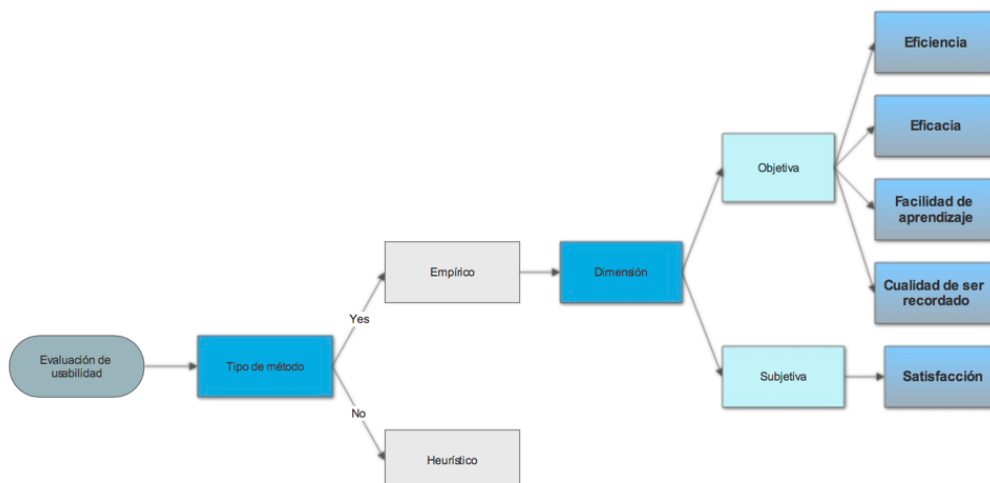 Evaluación de
usabilidad
Tipo de método
Yes
No
Empírico
Heurístico
Dimensión
Objetiva
Subjetiva
Eficiencia
Eficacia
Facilidad de
aprendizaje
Cualidad de ser
recordado
Satisfacción